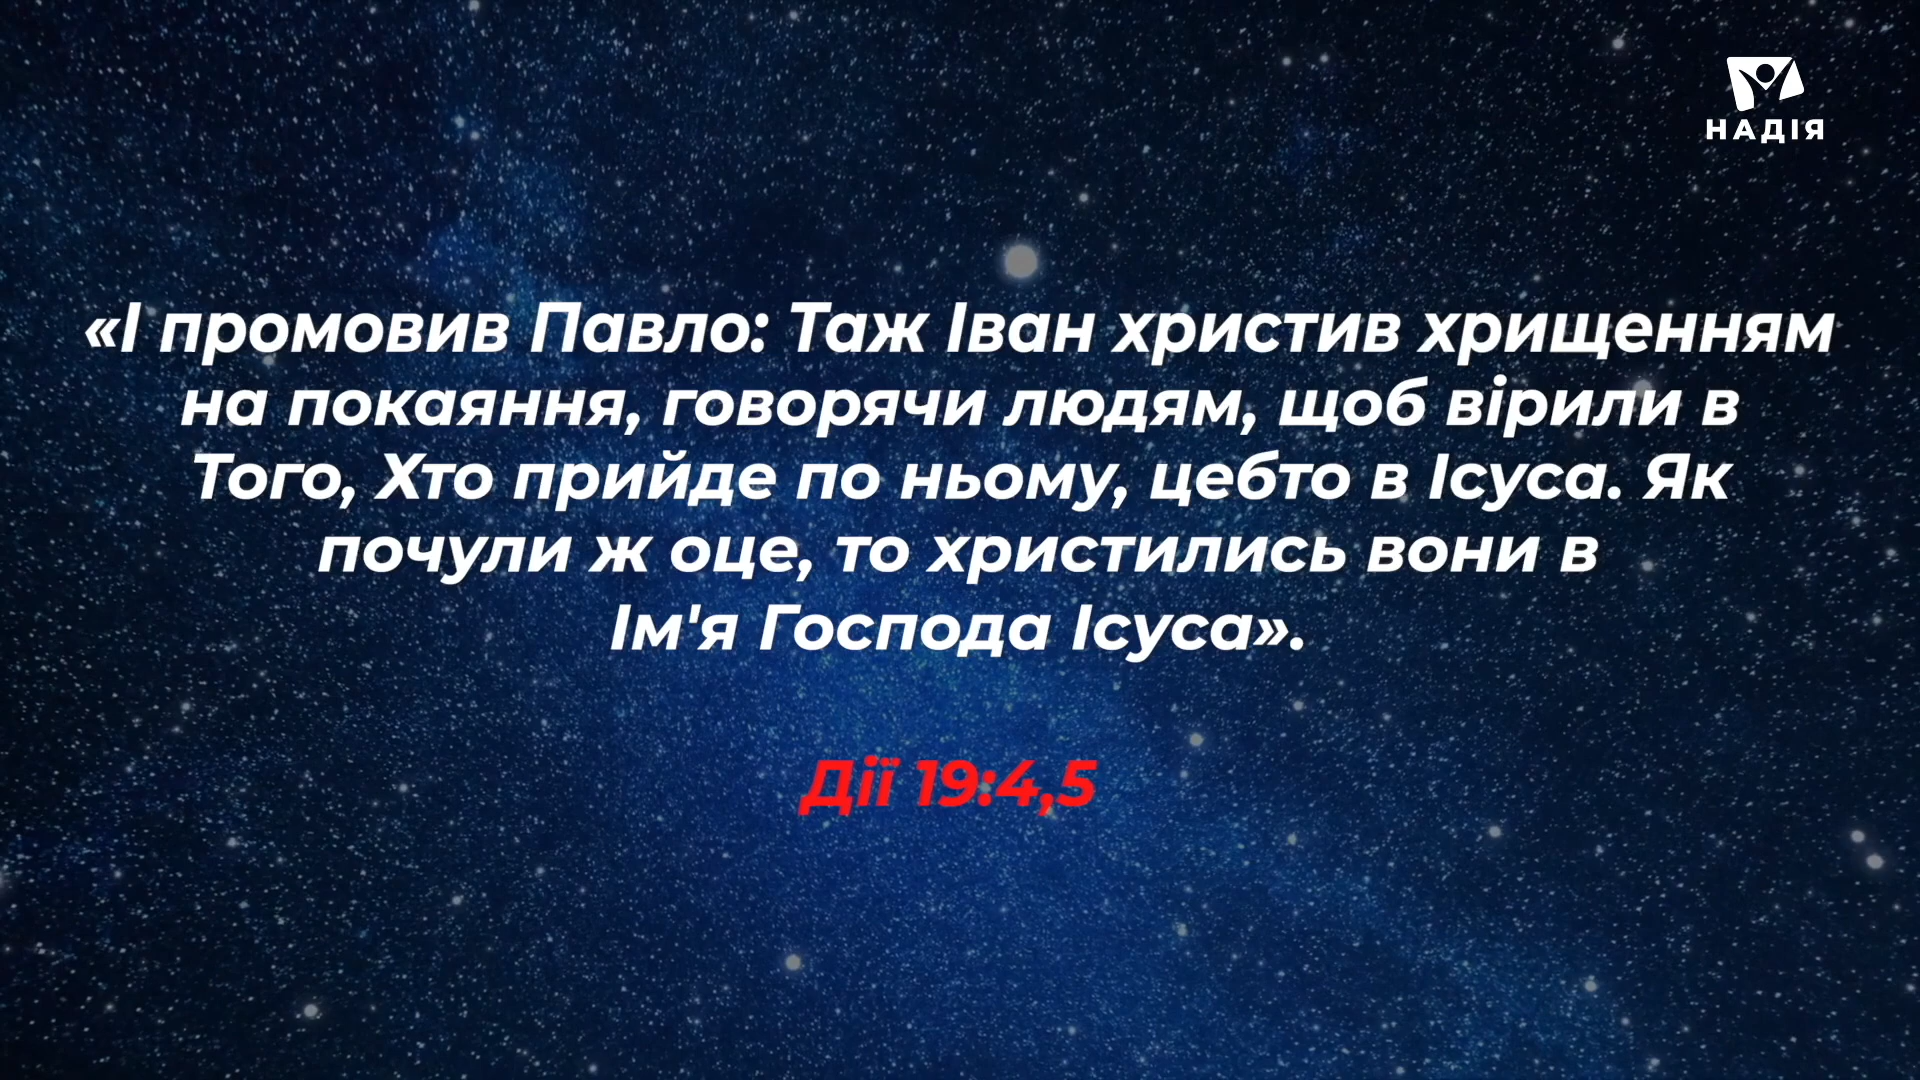 НАДІЯ
«І промовив Павло: Таж Іван христив хрищенням
на покаяння, говорячи людям, щоб вірили в
Того, Хто прийде по ньому, цебто в Ісуса. Як
почули ж оце, то христились вони в
Ім'я Господа Ісуса».
Дії 19:4,5